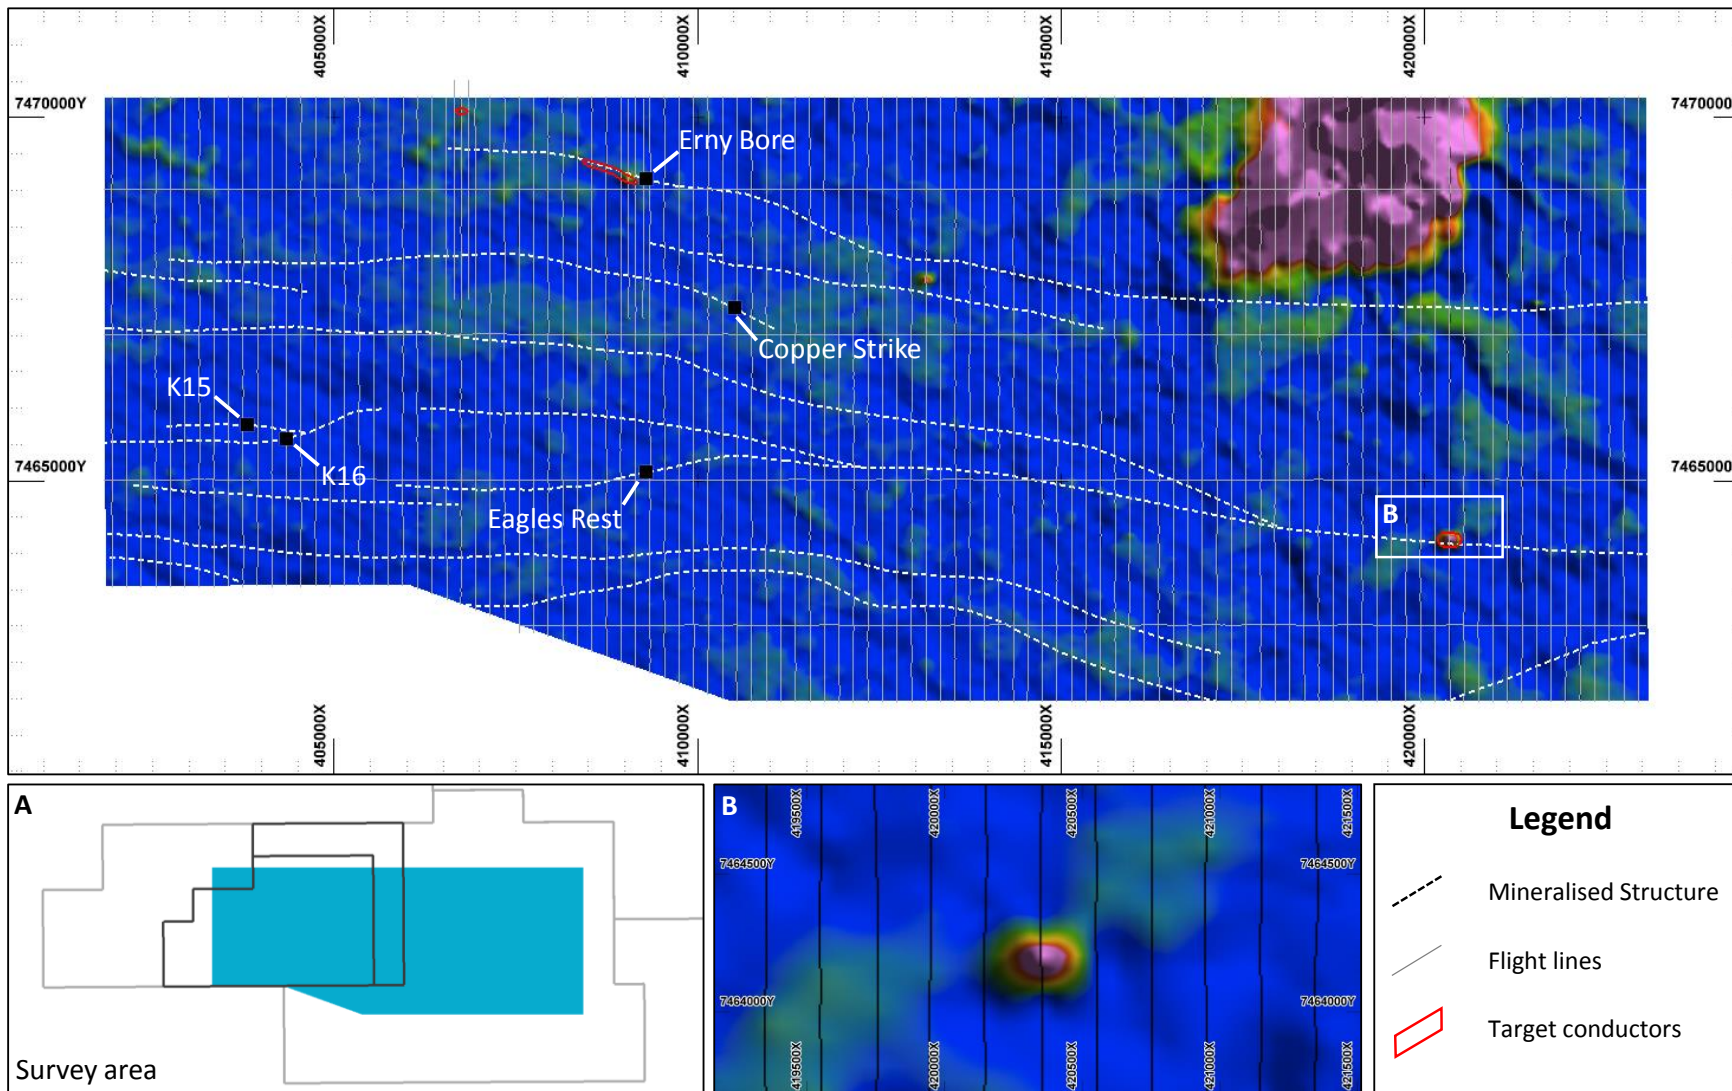 405000X
410000X
415000X
420000X
7470000Y
7470000
Erny Bore
Copper Strike
K15
K16
7465000Y
7465000
Eagles Rest
B
405000X
410000X
415000X
420000X
A
Survey area
B
419500X
420000X
420500X
421000X
421500X
7464500Y
7464500Y
7464000Y
7464000Y
419500X
420000X
420500X
421000X
421500X
Legend
Mineralised Structure
Flight lines
Target conductors